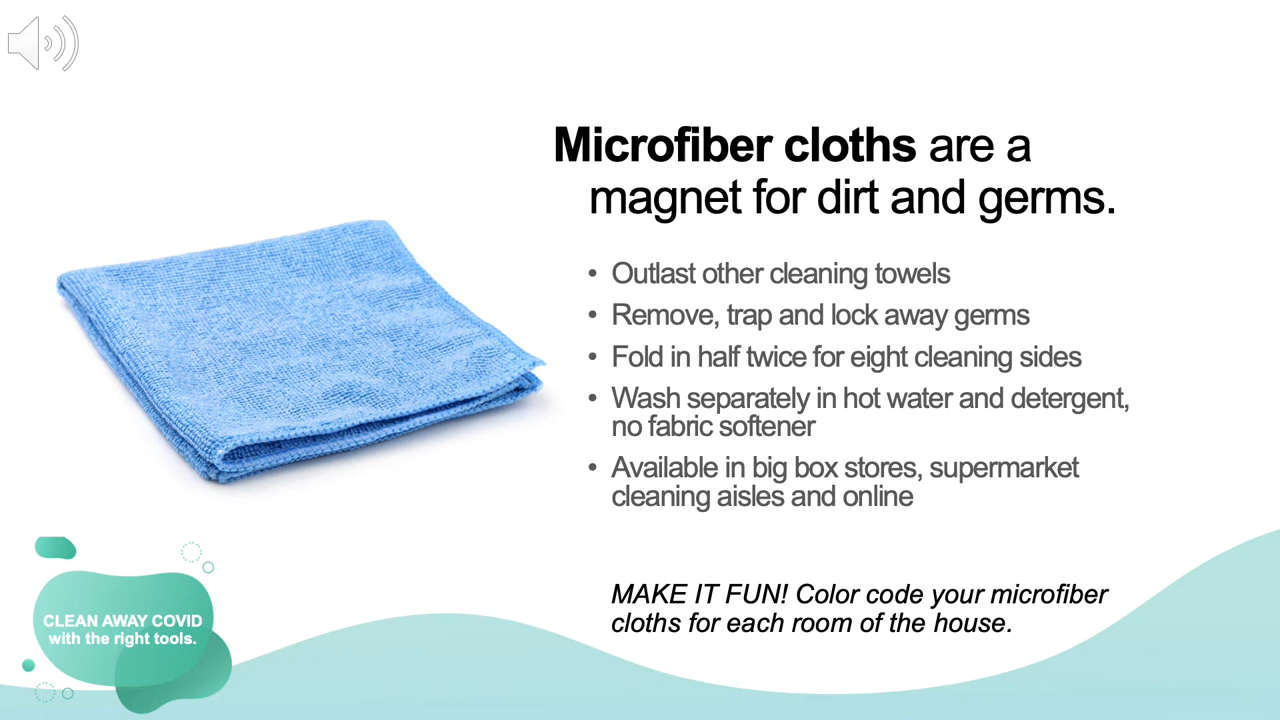 Microfiber cloths are a
magnet for dirt and germs.
• Outlast other cleaning towels
• Remove, trap and lock away germs
• Fold in half twice for eight cleaning sides
• Wash separately in hot water and detergent,
no fabric softener
• Available in big box stores, supermarket
cleaning aisles and online
MAKE IT FUN! Color code your microfiber
cloths for each room of the house.
CLEAN AWAY COVID
with the right tools.